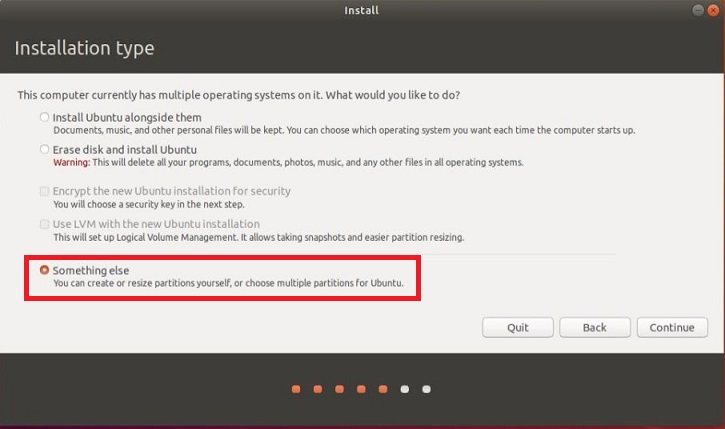 Install
Installation type
This computer currently has multiple operating systems on it. What would you like to do?
Install Ubuntu alongside them
Documents, music, and other personal files will be kept. You can choose which operating system you want each time the computer starts up.
Erase disk and install Ubuntu
Warning: This will delete all your programs, documents, photos, music, and any other files in all operating systems.
Encrypt the new Ubuntu installation for security
You will choose a security key in the next step.
Use LVM with the new Ubuntu installation
This will set up Logical Volume Management. It allows taking snapshots and easier partition resizing.
Something else
You can create or resize partitions yourself, or choose multiple partitions for Ubuntu.
Quit Back Continue